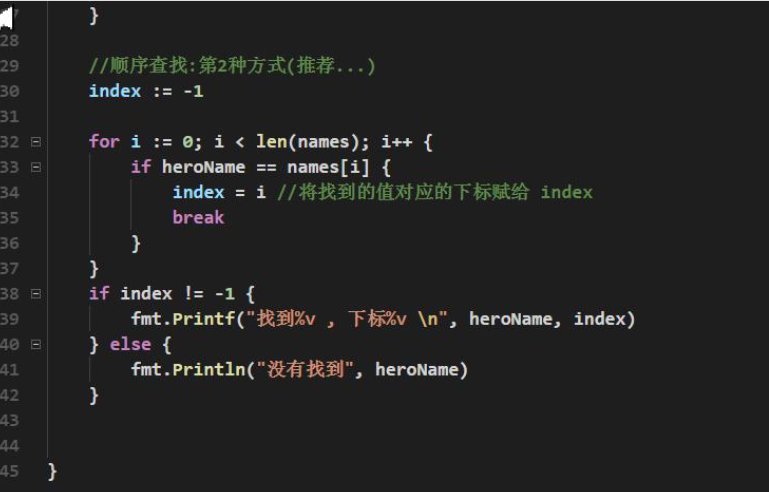 27 }
28
29 //顺序查找:第2种方式(推荐...)
30 index := -1
31
32 for i := 0; i < len(names); i++ {
33 if heroName == names[i] {
34 index = i //将找到的值对应的下标赋给 index
35 break
36 }
37 }
38 if index != -1 {
39 fmt.Printf("找到%v , 下标%v \n", heroName, index)
40 } else {
41 fmt.Println("没有找到", heroName)
42 }
43
44
45 }